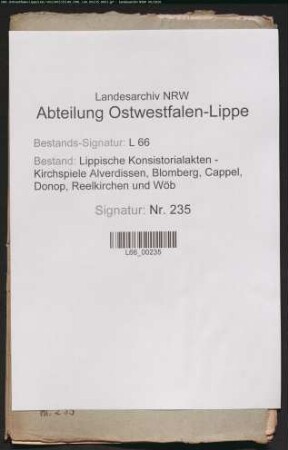 Landesarchiv NRW
Abteilung Ostwestfalen-Lippe
Bestands-Signatur: L 66
Bestand: Lippische Konsistorialakten -
Kirchspiele Alverdissen, Blomberg, Cappel,
Donop, Reelkirchen und Wöb
Signatur: Nr. 235
L66_00235